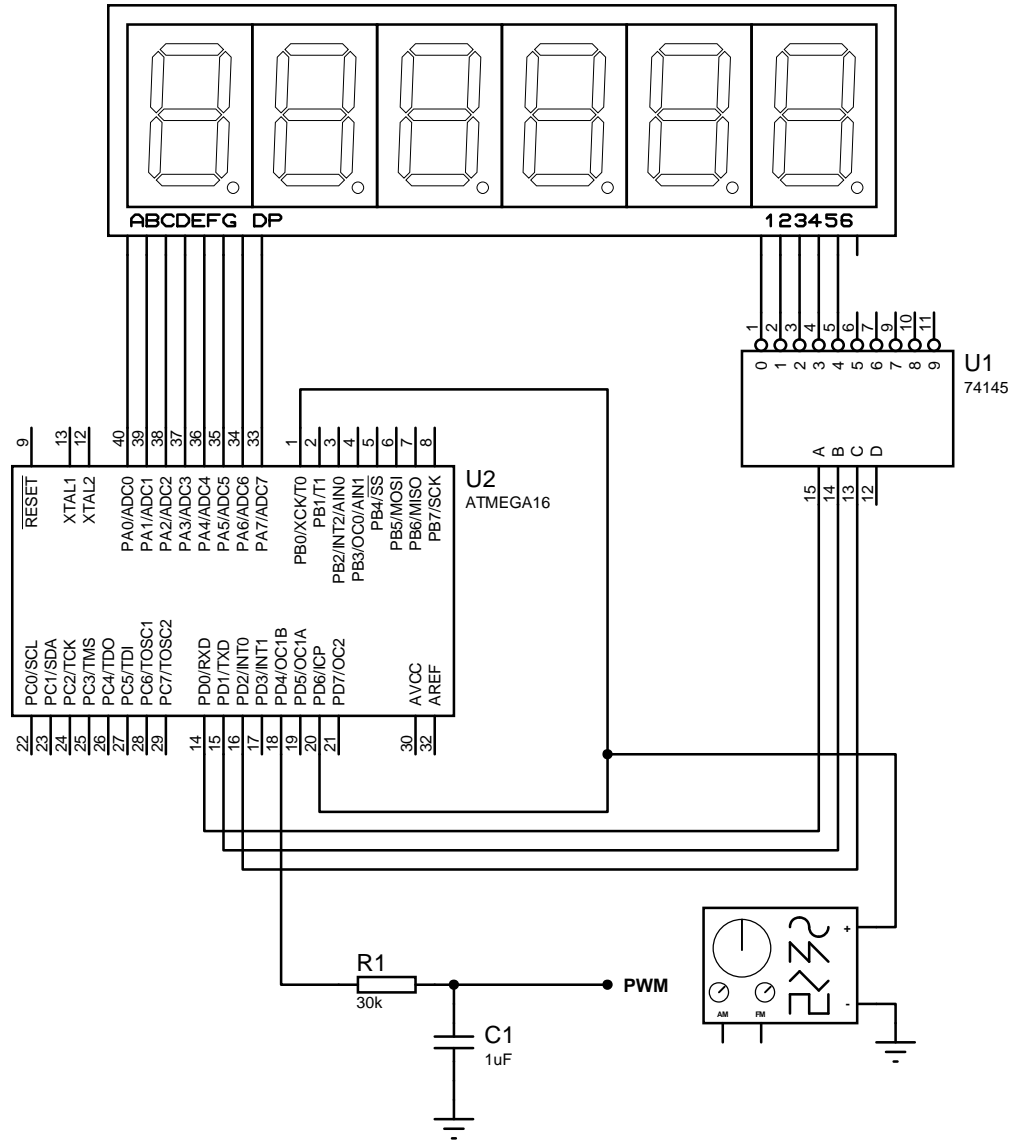 ABCDEFG DP
123456
1
2
3
4
5
6
7
9
10
11
0
1
2
3
4
5
6
7
8
9
U1
74145
A
B
C
D
15
14
13
12
9
13
12
40
39
38
37
36
35
34
33
1
2
3
4
5
6
7
8
RESET
XTAL1
XTAL2
PA0/ADC0
PA1/ADC1
PA2/ADC2
PA3/ADC3
PA4/ADC4
PA5/ADC5
PA6/ADC6
PA7/ADC7
PB0/XCK/T0
PB1/T1
PB2/INT2/AIN0
PB3/OC0/AIN1
PB4/SS
PB5/MOSI
PB6/MISO
PB7/SCK
U2
ATMEGA16
PC0/SCL
PC1/SDA
PC2/TCK
PC3/TMS
PC4/TDO
PC5/TDI
PC6/TOSC1
PC7/TOSC2
PD0/RXD
PD1/TXD
PD2/INT0
PD3/INT1
PD4/OC1B
PD5/OC1A
PD6/ICP
PD7/OC2
AVCC
AREF
22
23
24
25
26
27
28
29
14
15
16
17
18
19
20
21
30
32
R1
30k
PWM
C1
1uF
+
-
AM
FM